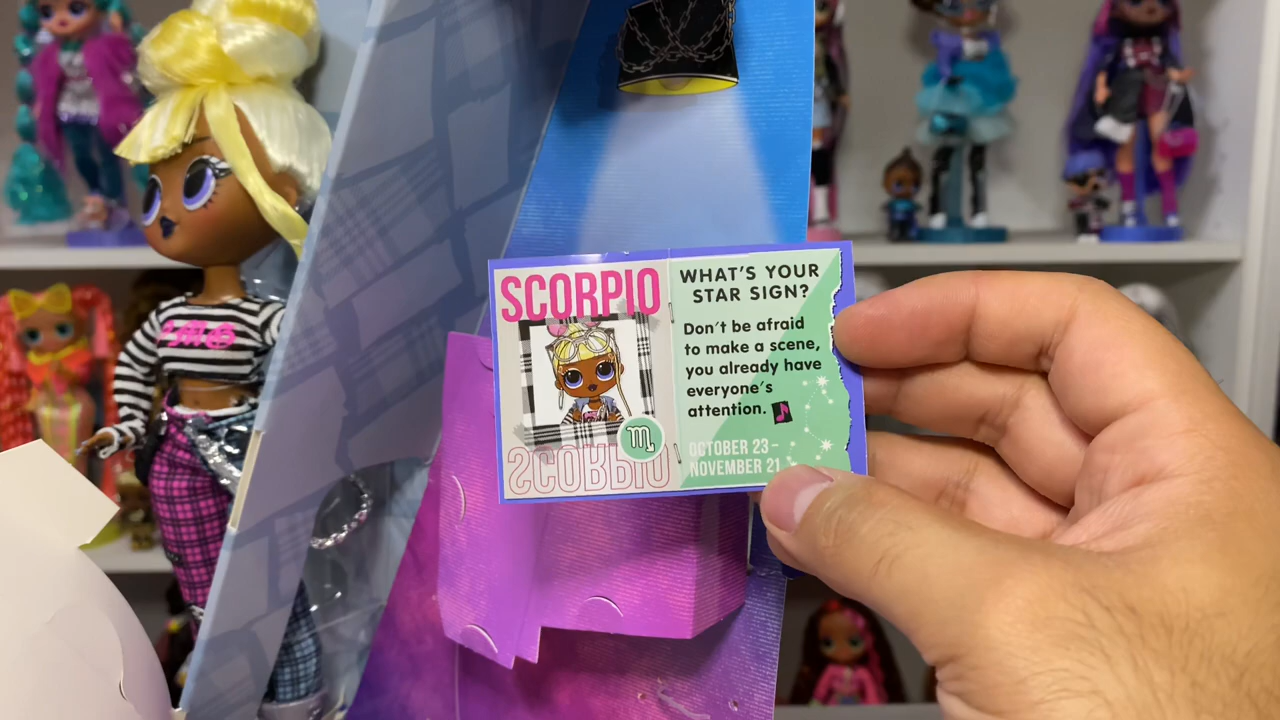 SCORPIO
SCORPIO
WHAT'S YOUR
STAR SIGN?
Don't be afraid
to make a scene,
you already have
everyone's
attention.
OCTOBER 23 –
NOVEMBER 21